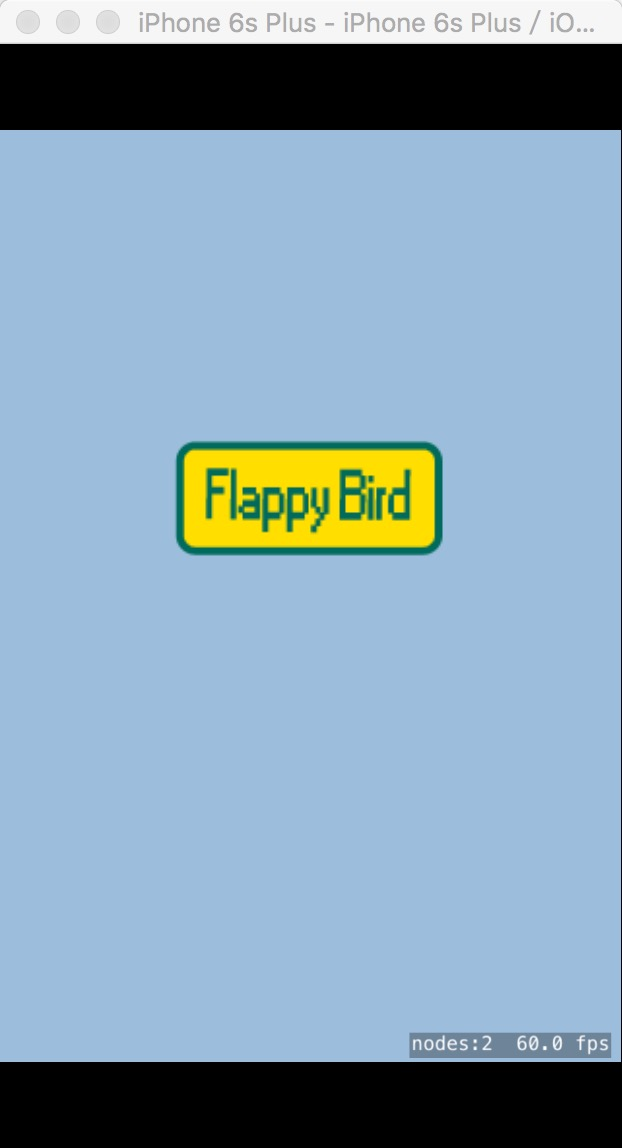 iPhone 6s Plus - iPhone 6s Plus / iO...
Flappy Bird
nodes:2 60.0 fps